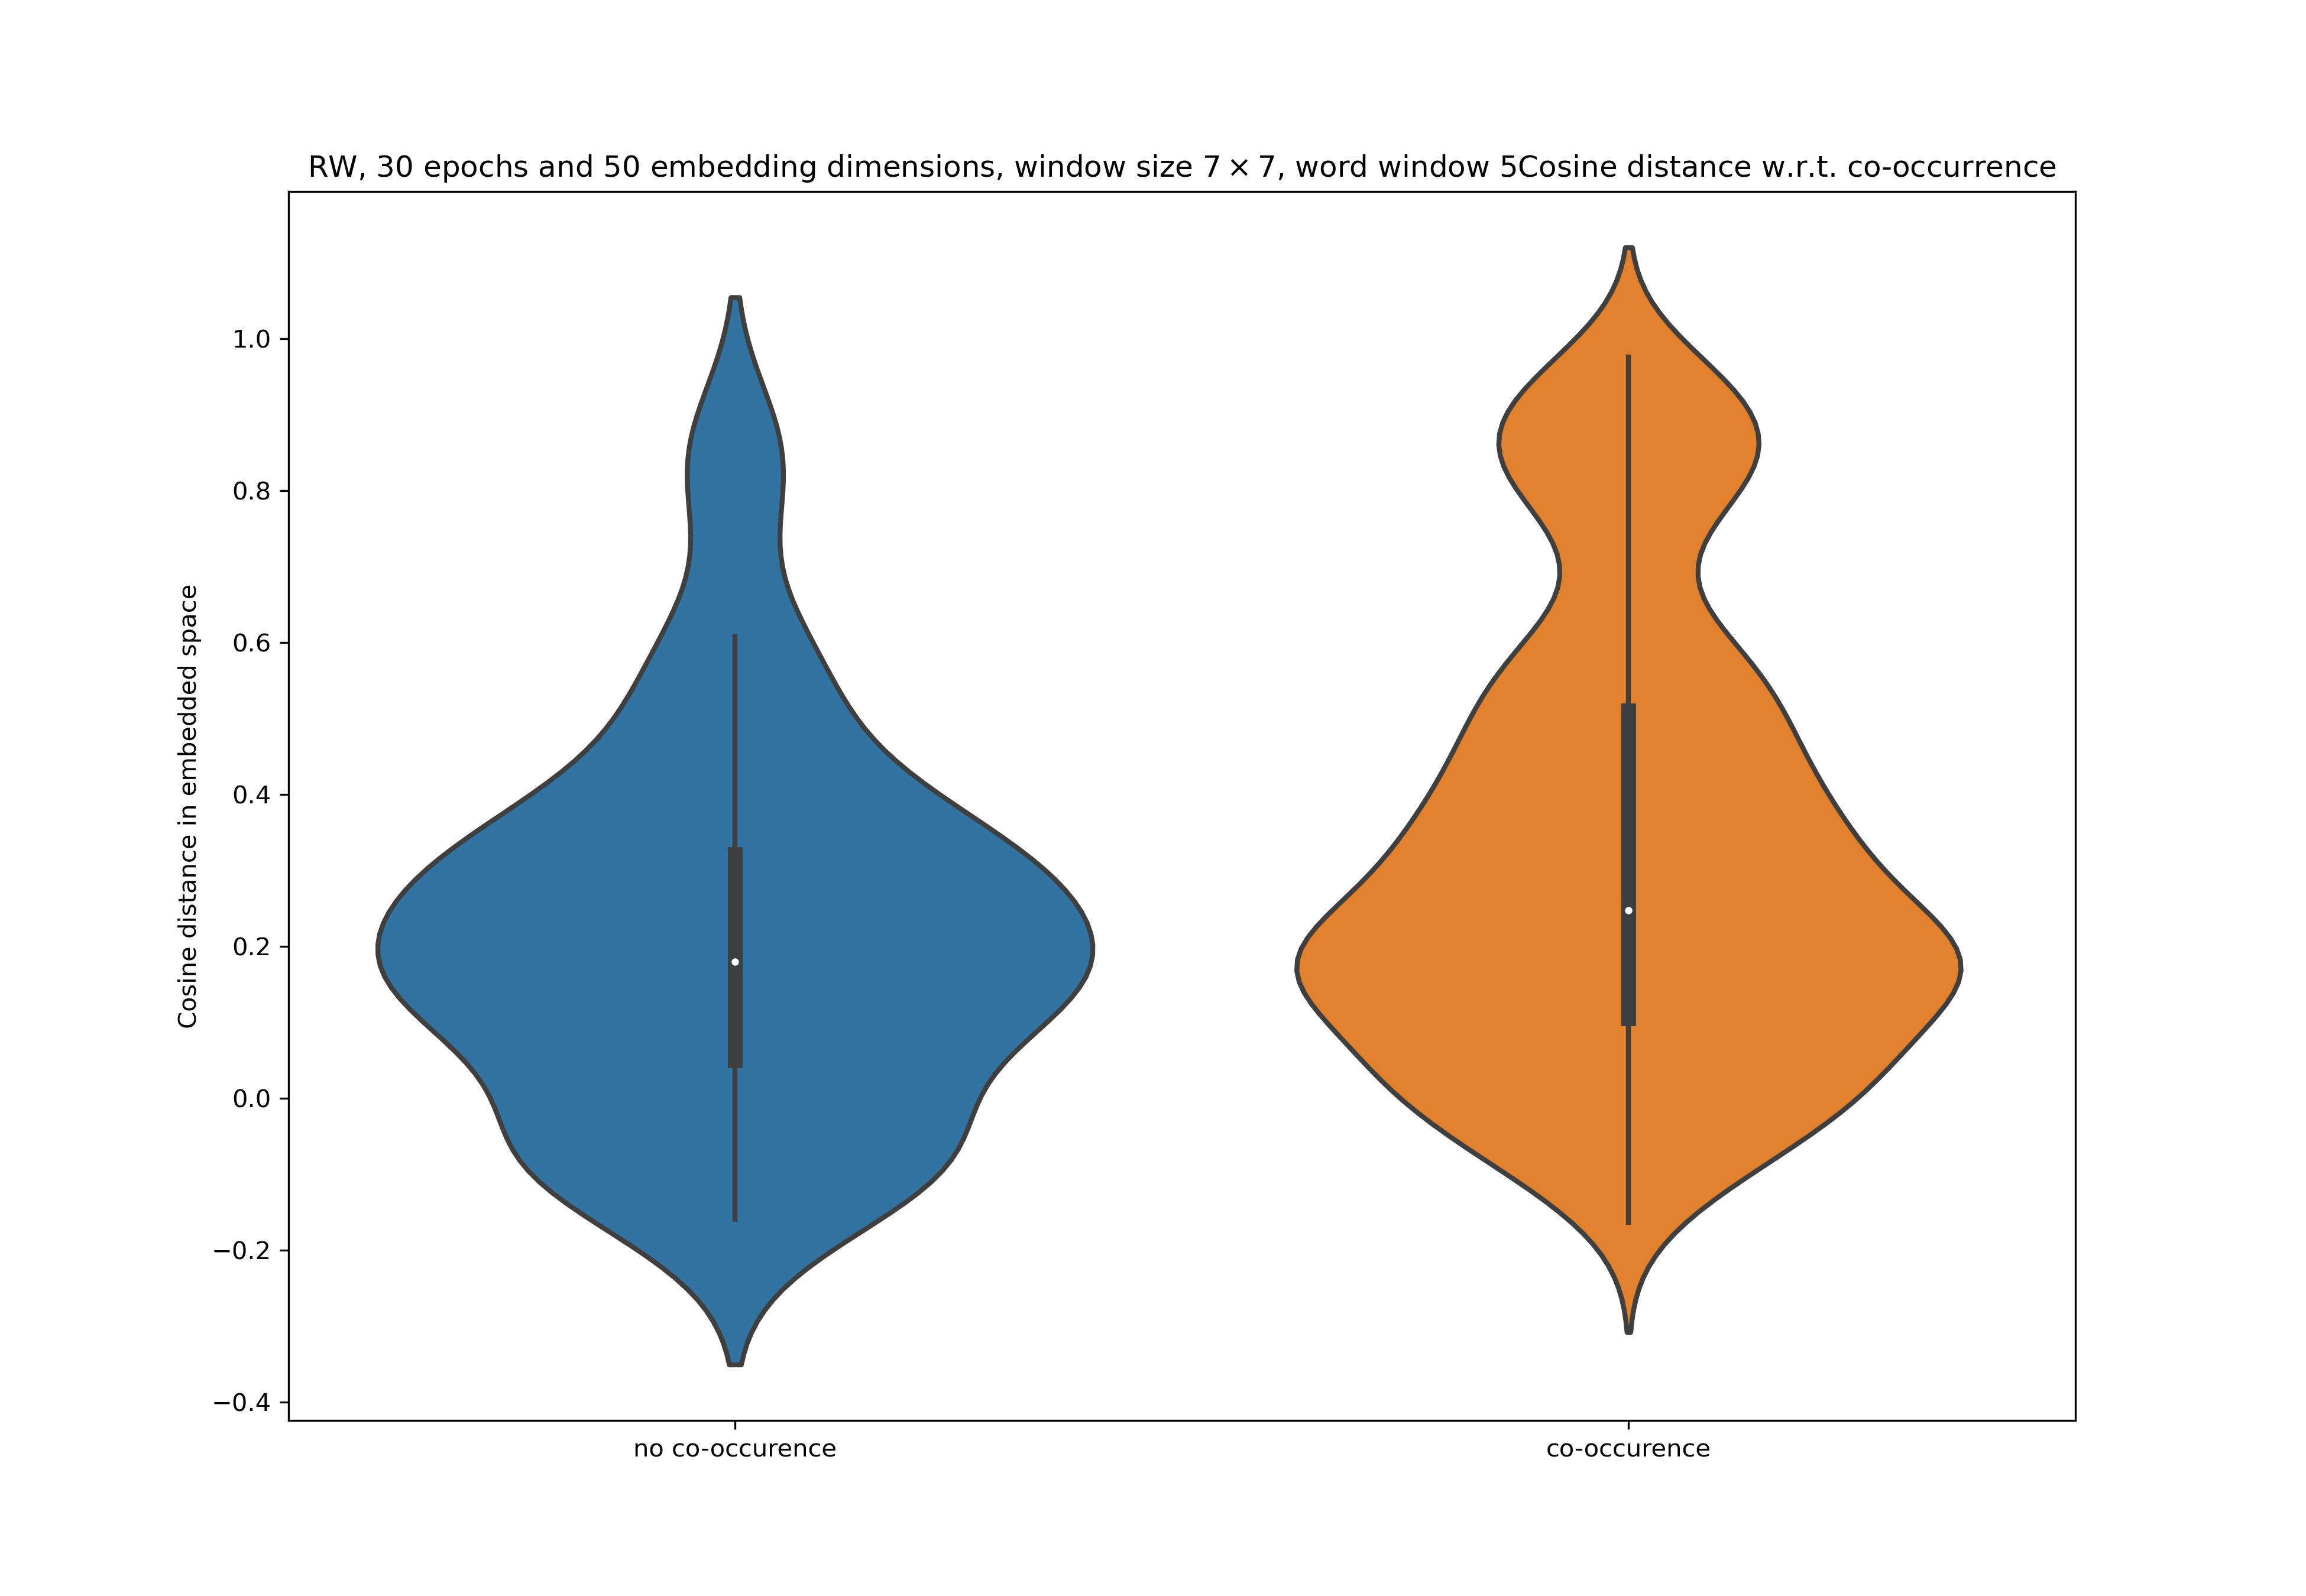 RW, 30 epochs and 50 embedding dimensions, window size 7 × 7, word window 5Cosine distance w.r.t. co-occurrence
Cosine distance in embedded space
1.0
0.8
0.6
0.4
0.2
0.0
−0.2
−0.4
no co-occurence
co-occurence